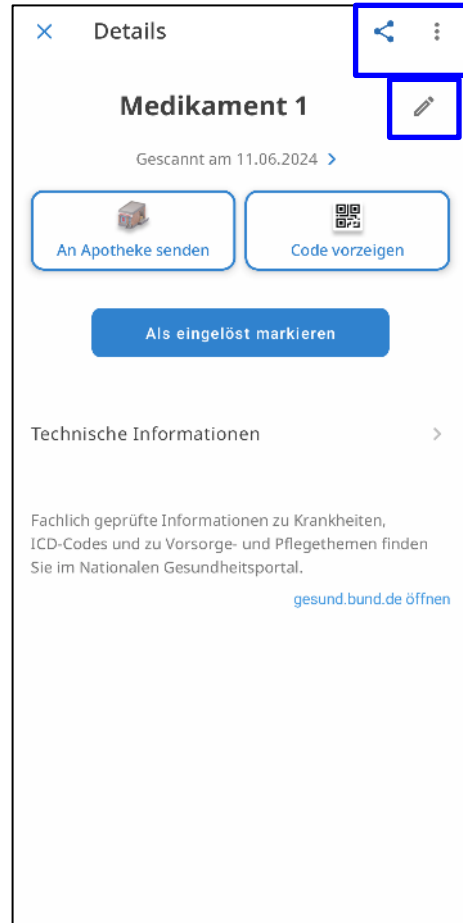 Details
Medikament 1
Gescannt am 11.06.2024
An Apotheke senden
Code vorzeigen
Als eingelöst markieren
Technische Informationen
Fachlich geprüfte Informationen zu Krankheiten,
ICD-Codes und zu Vorsorge- und Pflegethemen finden
Sie im Nationalen Gesundheitsportal.
gesund.bund.de öffnen